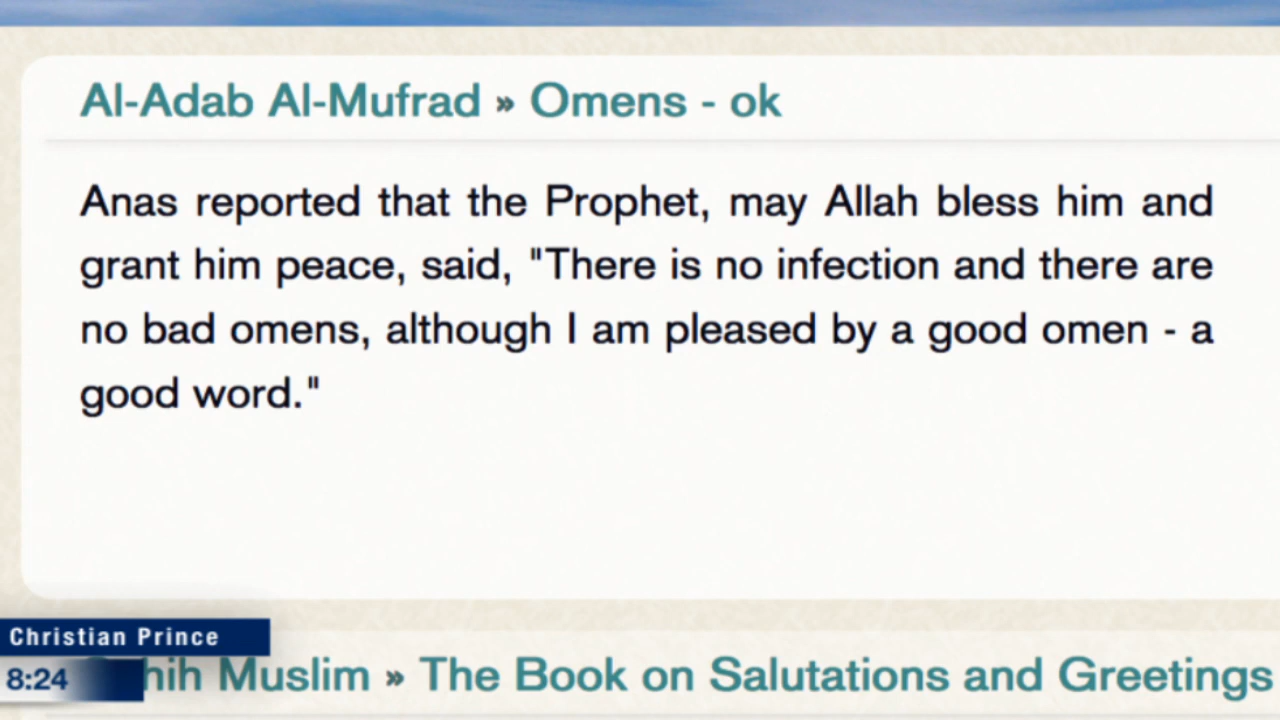 Al-Adab Al-Mufrad » Omens - ok
Anas reported that the Prophet, may Allah bless him and
grant him peace, said, "There is no infection and there are
no bad omens, although I am pleased by a good omen - a
good word."
Christian Prince
8:24
hih Muslim » The Book on Salutations and Greetings